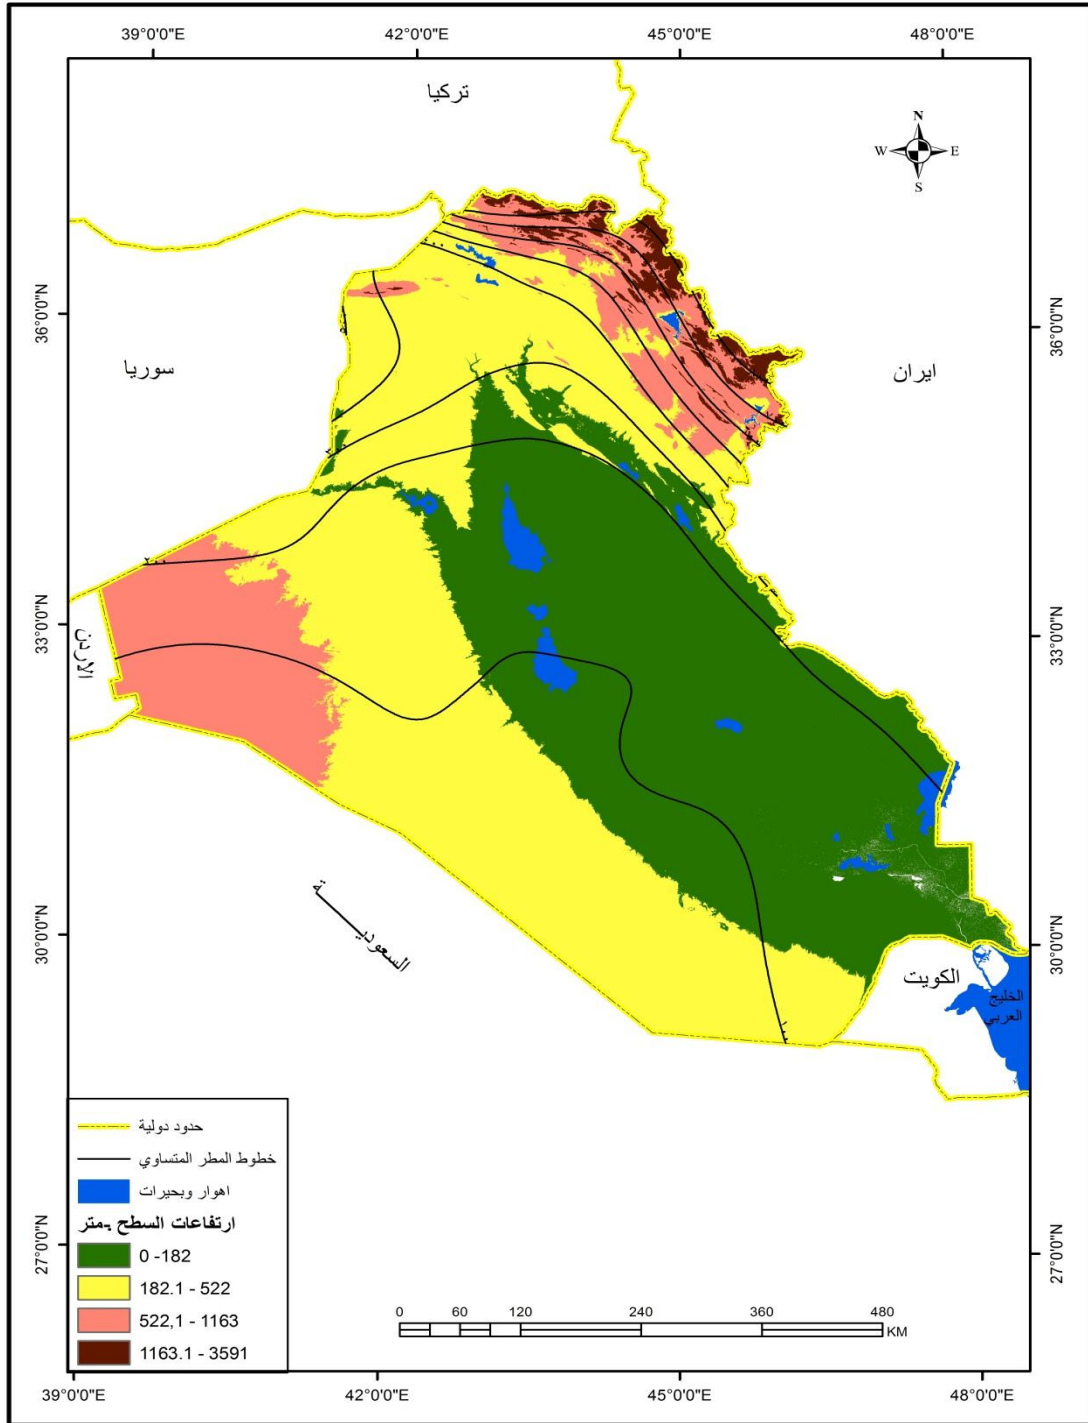 39°0'0"E 42°0'0"E 45°0'0"E 48°0'0"E
تركيا
N
W E
S
36°0'0"N 36°0'0"N
سوريا
ايران
33°0'0"N 33°0'0"N
الاردن
السعوديـــــــة
30°0'0"N 30°0'0"N
الكويت
الخليج
العربي
حدود دولية
خطوط المطر المتساوي
اهوار وبحيرات
ارتفاعات السطح -متر
0 -182
182.1 - 522
522,1 - 1163
1163.1 - 3591
27°0'0"N 27°0'0"N
0 60 120 240 360 480
KM
39°0'0"E 42°0'0"E 45°0'0"E 48°0'0"E